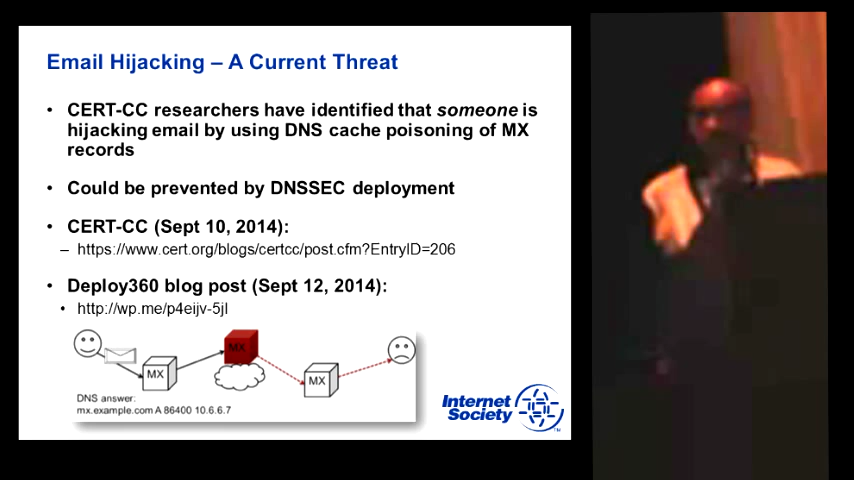 Email Hijacking – A Current Threat
• CERT-CC researchers have identified that someone is
hijacking email by using DNS cache poisoning of MX
records
• Could be prevented by DNSSEC deployment
• CERT-CC (Sept 10, 2014):
– https://www.cert.org/blogs/certcc/post.cfm?EntryID=206
• Deploy360 blog post (Sept 12, 2014):
• http://wp.me/p4eijv-5jl
MX
MX
MX
DNS answer:
mx.example.com A 86400 10.6.6.7
Internet
Society
TM